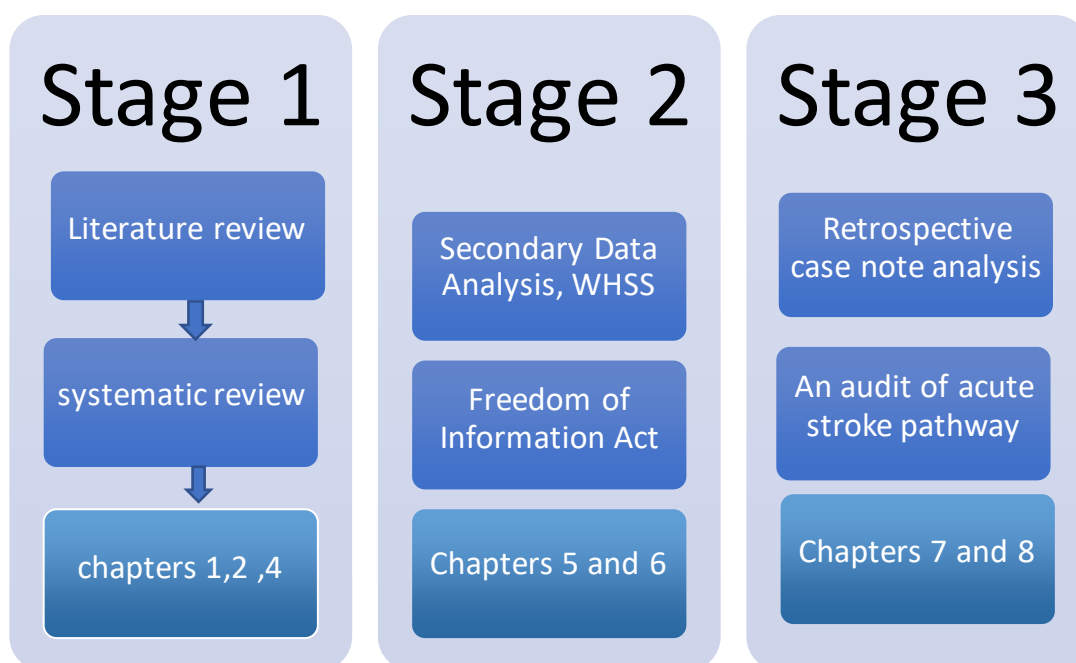 Stage 1
Literature review
systematic review
chapters 1,2 ,4
Stage 2
Secondary Data
Analysis, WHSS
Freedom of
Information Act
Chapters 5 and 6
Stage 3
Retrospective
case note analysis
An audit of acute
stroke pathway
Chapters 7 and 8